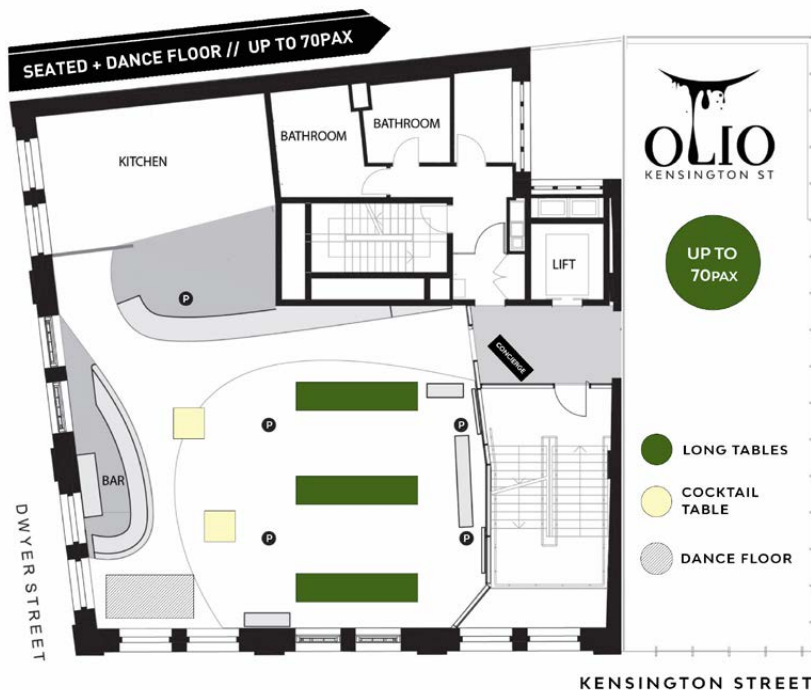 SEATED + DANCE FLOOR // UP TO 70PAX
OLIO
KENSINGTON ST
BATHROOM
BATHROOM
KITCHEN
UP TO
70PAX
LIFT
P
CONCIERGE
P
P
LONG TABLES
BAR
COCKTAIL
TABLE
P
P
DANCE FLOOR
DWYER STREET
KENSINGTON STREET